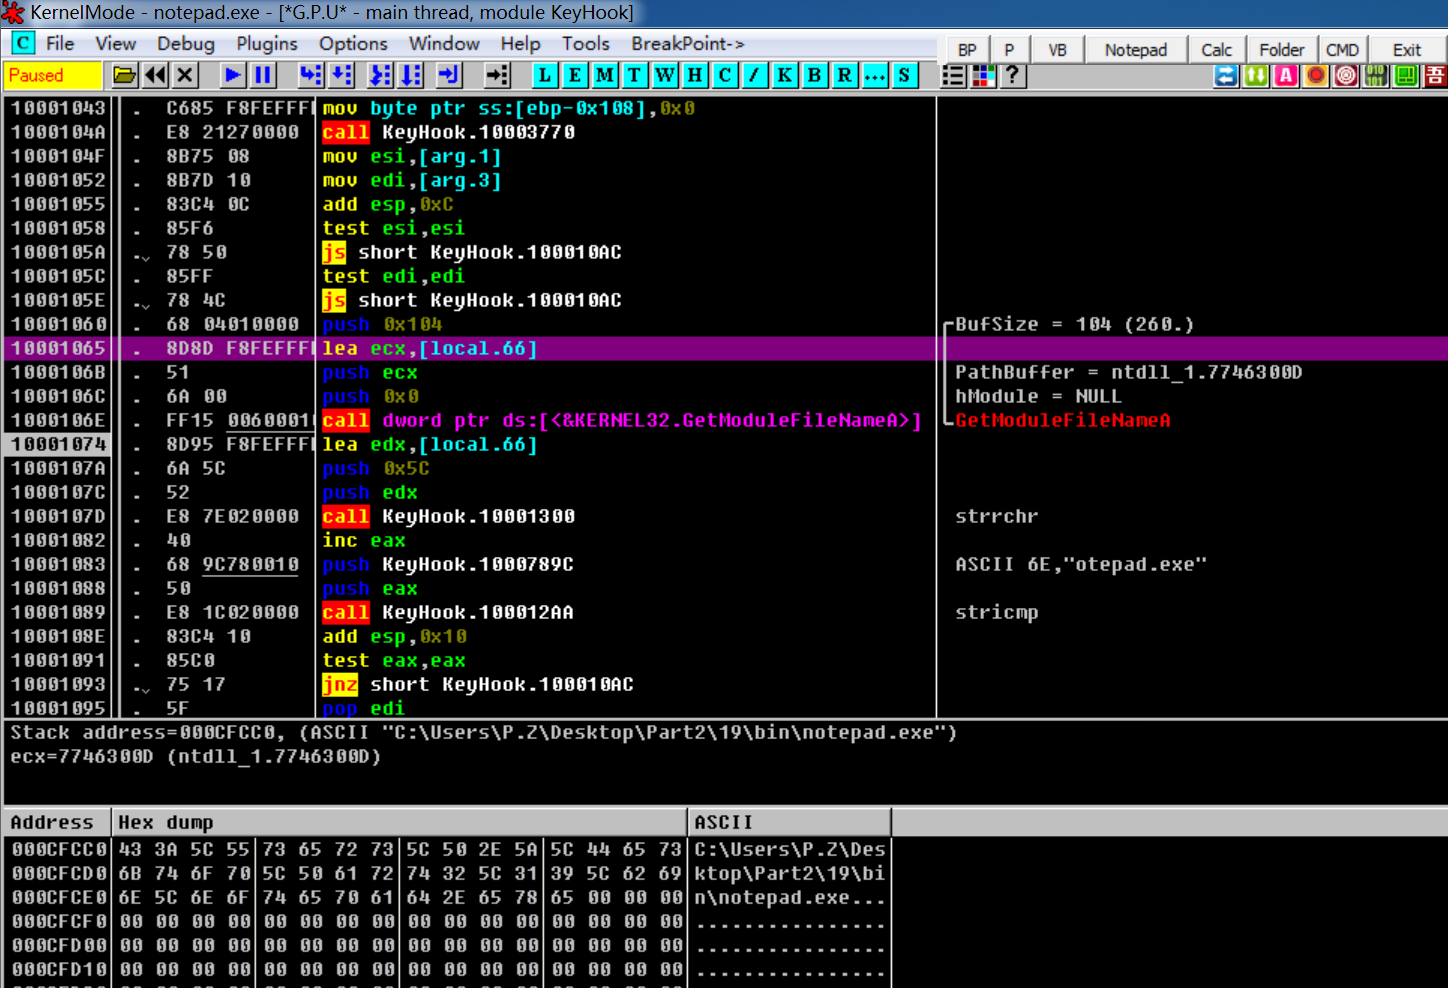 KernelMode - notepad.exe - [*G.P.U* - main thread, module KeyHook]
C File View Debug Plugins Options Window Help Tools BreakPoint-> BP P VB Notepad Calc Folder CMD Exit
Paused L E M T W H C / K B R ... S ?
10001043 . C685 F8FEFFF mov byte ptr ss:[ebp-0x108],0x0
1000104A . E8 21270000 call KeyHook.10003770
1000104F . 8B75 08 mov esi,[arg.1]
10001052 . 8B7D 10 mov edi,[arg.3]
10001055 . 83C4 0C add esp,0xC
10001058 . 85F6 test esi,esi
1000105A . 78 50 js short KeyHook.100010AC
1000105C . 85FF test edi,edi
1000105E . 78 4C js short KeyHook.100010AC
10001060 . 68 04010000 push 0x104 BufSize = 104 (260.)
10001065 . 8D8D F8FEFFF lea ecx,[local.66]
1000106B . 51 push ecx PathBuffer = ntdll_1.7746300D
1000106C . 6A 00 push 0x0 hModule = NULL
1000106E . FF15 0060001 call dword ptr ds:[<&KERNEL32.GetModuleFileNameA>] GetModuleFileNameA
10001074 . 8D95 F8FEFFF lea edx,[local.66]
1000107A . 6A 5C push 0x5C
1000107C . 52 push edx
1000107D . E8 7E020000 call KeyHook.10001300 strrchr
10001082 . 40 inc eax
10001083 . 68 9C780010 push KeyHook.1000789C ASCII 6E,"otepad.exe"
10001088 . 50 push eax
10001089 . E8 1C020000 call KeyHook.100012AA stricmp
1000108E . 83C4 10 add esp,0x10
10001091 . 85C0 test eax,eax
10001093 . 75 17 jnz short KeyHook.100010AC
10001095 . 5F pop edi
Stack address=000CFCC0, (ASCII "C:\Users\P.Z\Desktop\Part2\19\bin\notepad.exe")
ecx=7746300D (ntdll_1.7746300D)
Address Hex dump ASCII
000CFCC0 43 3A 5C 55 73 65 72 73 5C 50 2E 5A 5C 44 65 73 C:\Users\P.Z\Des
000CFCD0 6B 74 6F 70 5C 50 61 72 74 32 5C 31 39 5C 62 69 ktop\Part2\19\bi
000CFCE0 6E 5C 6E 6F 74 65 70 61 64 2E 65 78 65 00 00 00 n\notepad.exe...
000CFCF0 00 00 00 00 00 00 00 00 00 00 00 00 00 00 00 00 ................
000CFD00 00 00 00 00 00 00 00 00 00 00 00 00 00 00 00 00 ................
000CFD10 00 00 00 00 00 00 00 00 00 00 00 00 00 00 00 00 ................